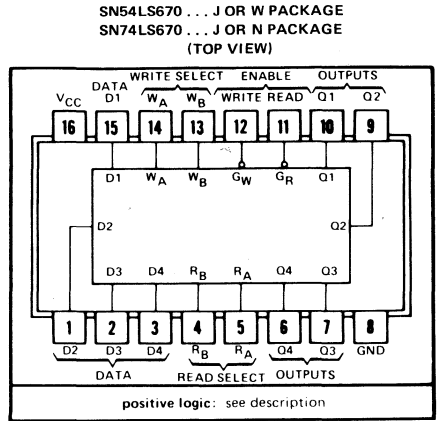 SN54LS670 . . . J OR W PACKAGE
SN74LS670 . . . J OR N PACKAGE
(TOP VIEW)
WRITE SELECT ENABLE OUTPUTS
DATA
VCC D1 WA WB WRITE READ Q1 Q2
16 15 14 13 12 11 10 9
D1 WA WB GW GR Q1
D2 Q2
D3 D4 RB RA Q4 Q3
1 2 3 4 5 6 7 8
D2 D3 D4 RB RA Q4 Q3 GND
DATA READ SELECT OUTPUTS
positive logic: see description